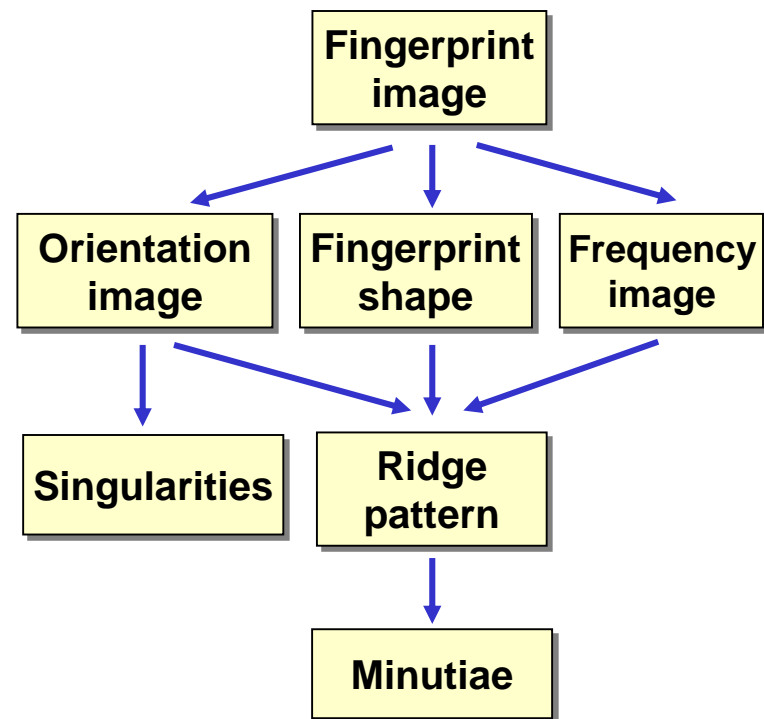 Fingerprint
image
Orientation
image
Fingerprint
shape
Frequency
image
Singularities
Ridge
pattern
Minutiae